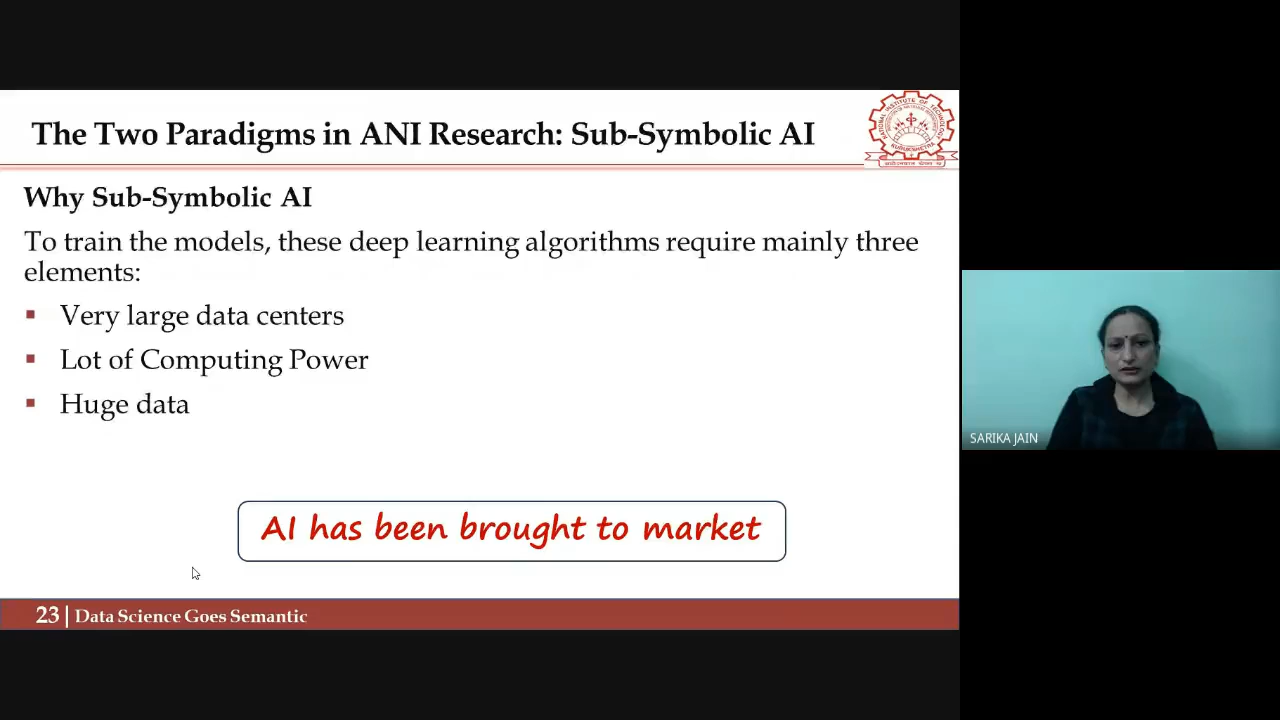 The Two Paradigms in ANI Research: Sub-Symbolic AI
Why Sub-Symbolic AI
To train the models, these deep learning algorithms require mainly three
elements:
▪ Very large data centers
▪ Lot of Computing Power
▪ Huge data
AI has been brought to market
23 | Data Science Goes Semantic
SARIKA JAIN